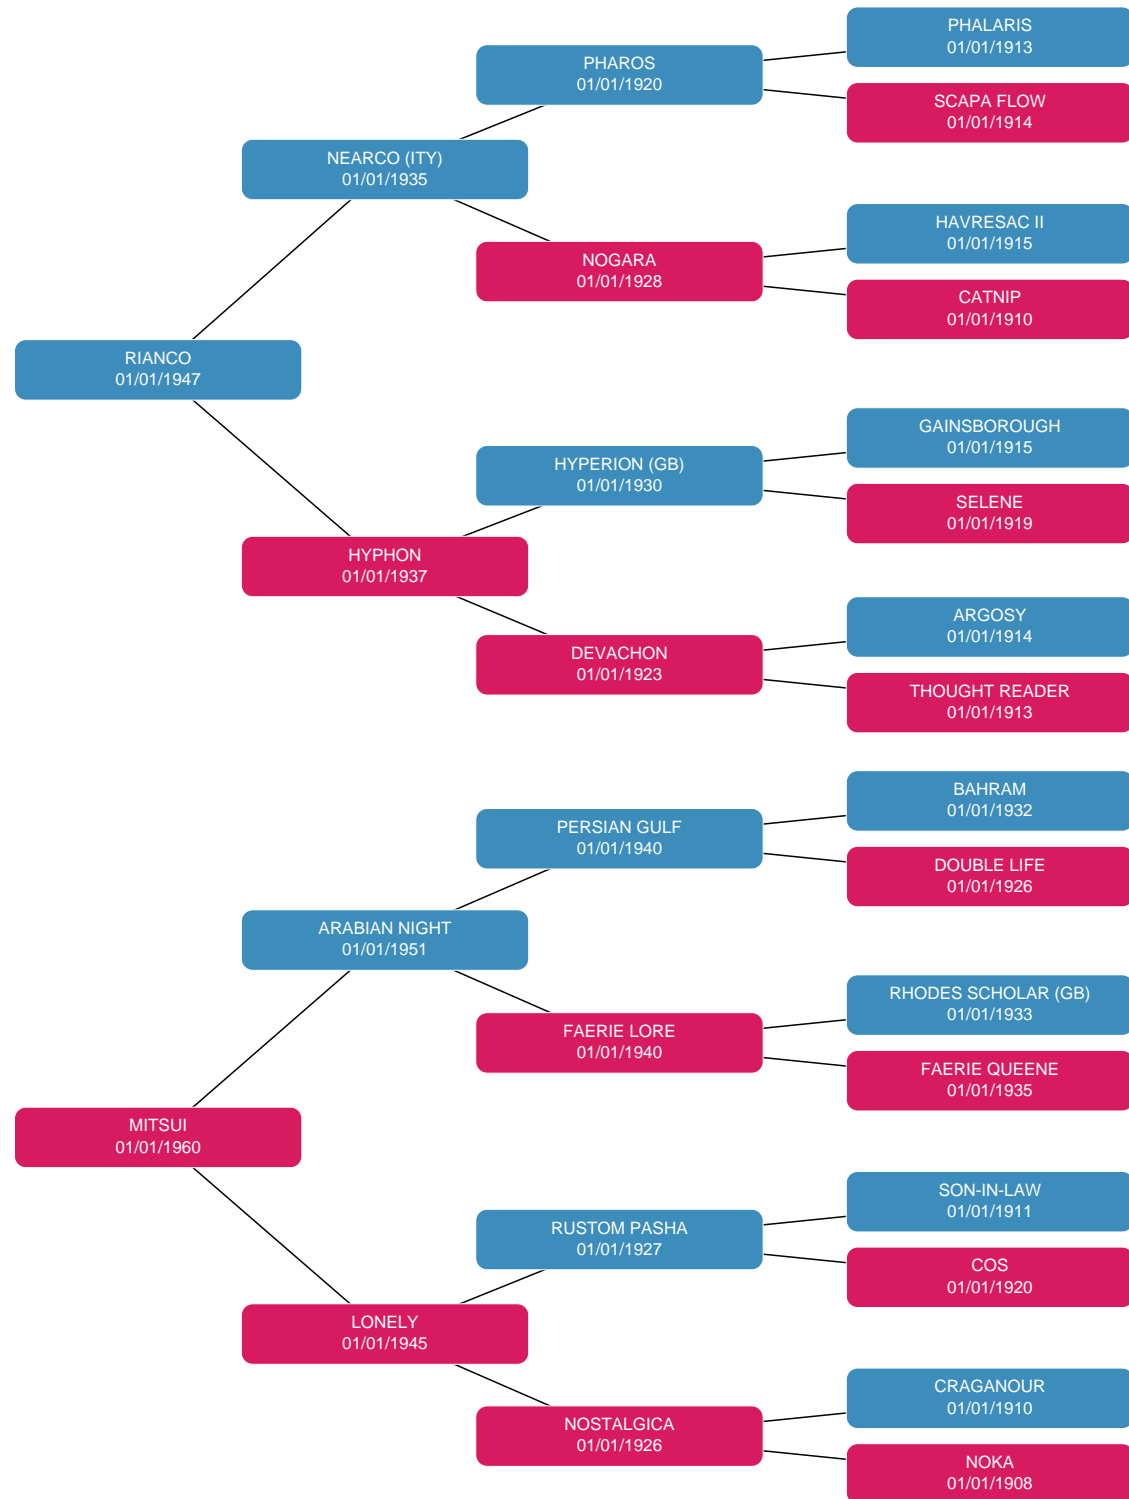 PHALARIS
01/01/1913
PHAROS
01/01/1920
SCAPA FLOW
01/01/1914
NEARCO (ITY)
01/01/1935
HAVRESAC II
01/01/1915
NOGARA
01/01/1928
CATNIP
01/01/1910
RIANCO
01/01/1947
GAINSBOROUGH
01/01/1915
HYPERION (GB)
01/01/1930
SELENE
01/01/1919
HYPHON
01/01/1937
ARGOSY
01/01/1914
DEVACHON
01/01/1923
THOUGHT READER
01/01/1913
BAHRAM
01/01/1932
PERSIAN GULF
01/01/1940
DOUBLE LIFE
01/01/1926
ARABIAN NIGHT
01/01/1951
RHODES SCHOLAR (GB)
01/01/1933
FAERIE LORE
01/01/1940
FAERIE QUEENE
01/01/1935
MITSUI
01/01/1960
SON-IN-LAW
01/01/1911
RUSTOM PASHA
01/01/1927
COS
01/01/1920
LONELY
01/01/1945
CRAGANOUR
01/01/1910
NOSTALGICA
01/01/1926
NOKA
01/01/1908